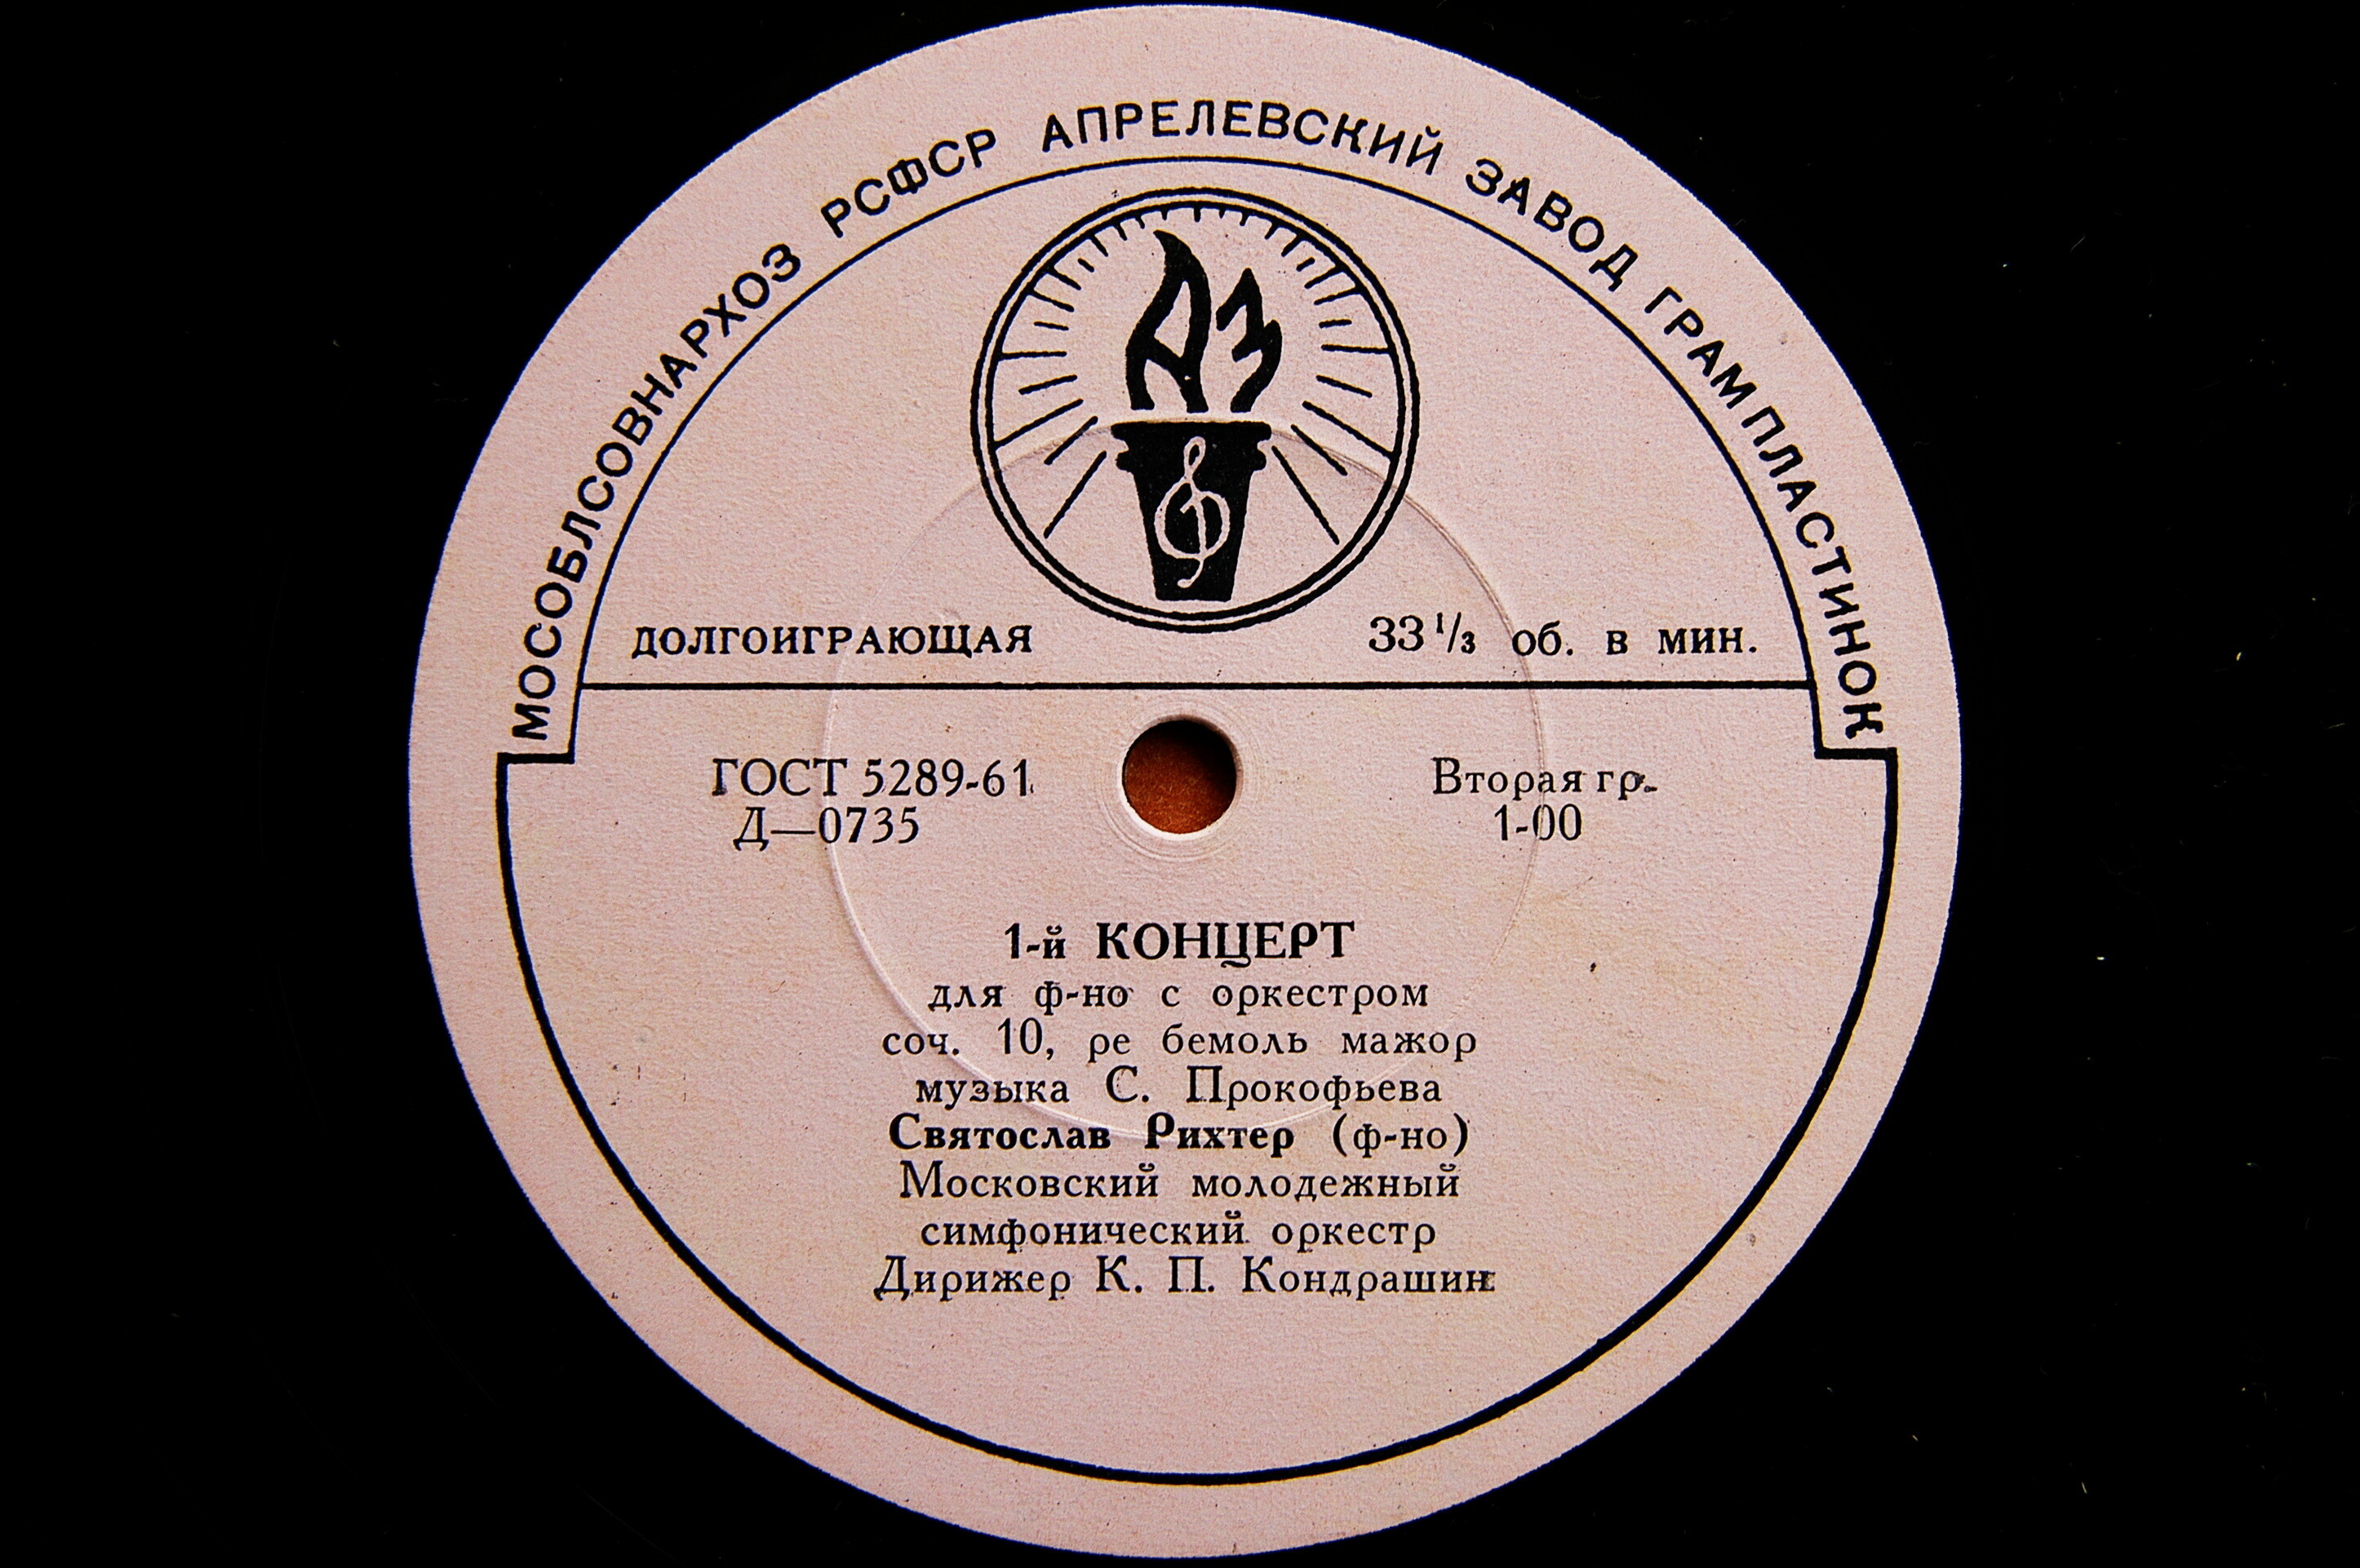 МОСОБЛСОВНАРХОЗ РСФСР АПРЕЛЕВСКИЙ ЗАВОД ГРАМПЛАСТИНОК
АЗ
ДОЛГОИГРАЮЩАЯ 33 1/3 об. в мин.
ГОСТ 5289-61 Вторая гр.
Д—0735 1-00
1-й КОНЦЕРТ
для ф-но с оркестром
соч. 10, ре бемоль мажор
музыка С. Прокофьева
Святослав Рихтер (ф-но)
Московский молодежный
симфонический оркестр
Дирижер К. П. Кондрашин